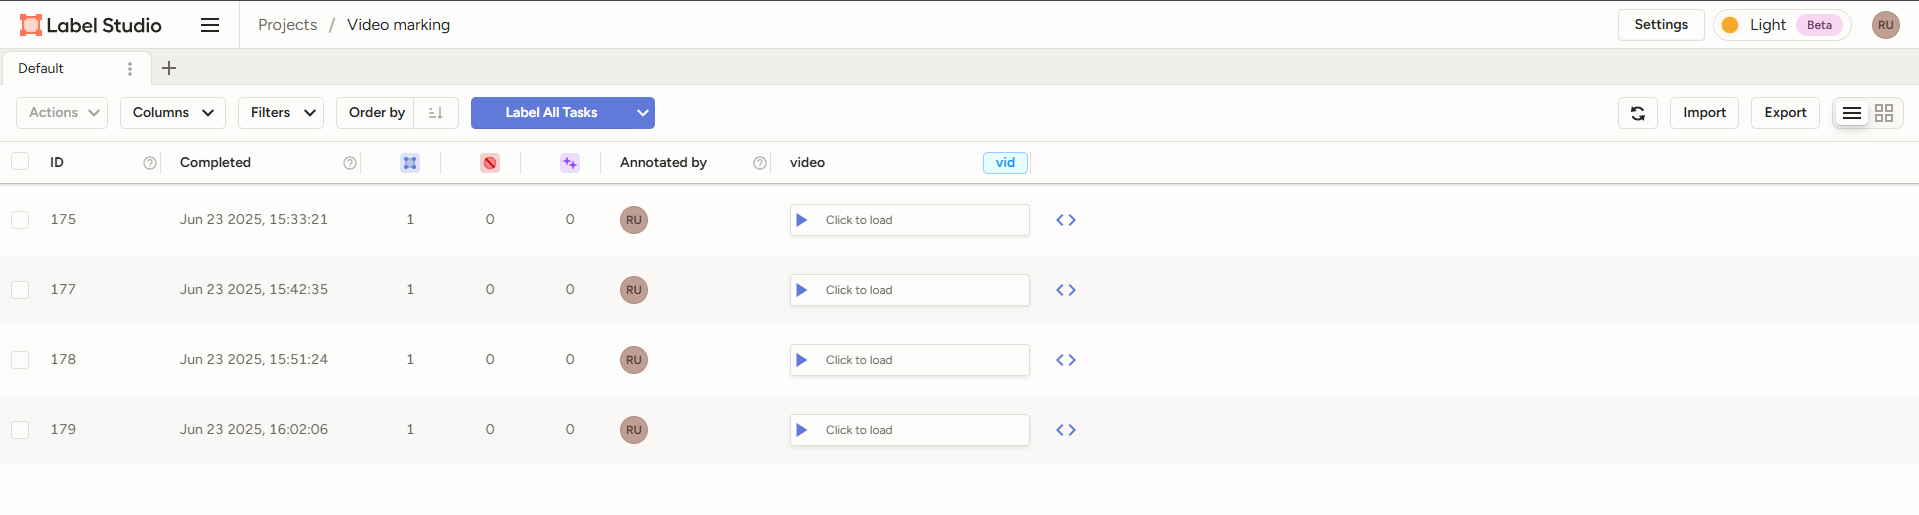 Label Studio Projects / Video marking Settings Light Beta RU
Default
Actions Columns Filters Order by Label All Tasks Import Export
ID Completed Annotated by video vid
175 Jun 23 2025, 15:33:21 1 0 0 RU Click to load
177 Jun 23 2025, 15:42:35 1 0 0 RU Click to load
178 Jun 23 2025, 15:51:24 1 0 0 RU Click to load
179 Jun 23 2025, 16:02:06 1 0 0 RU Click to load